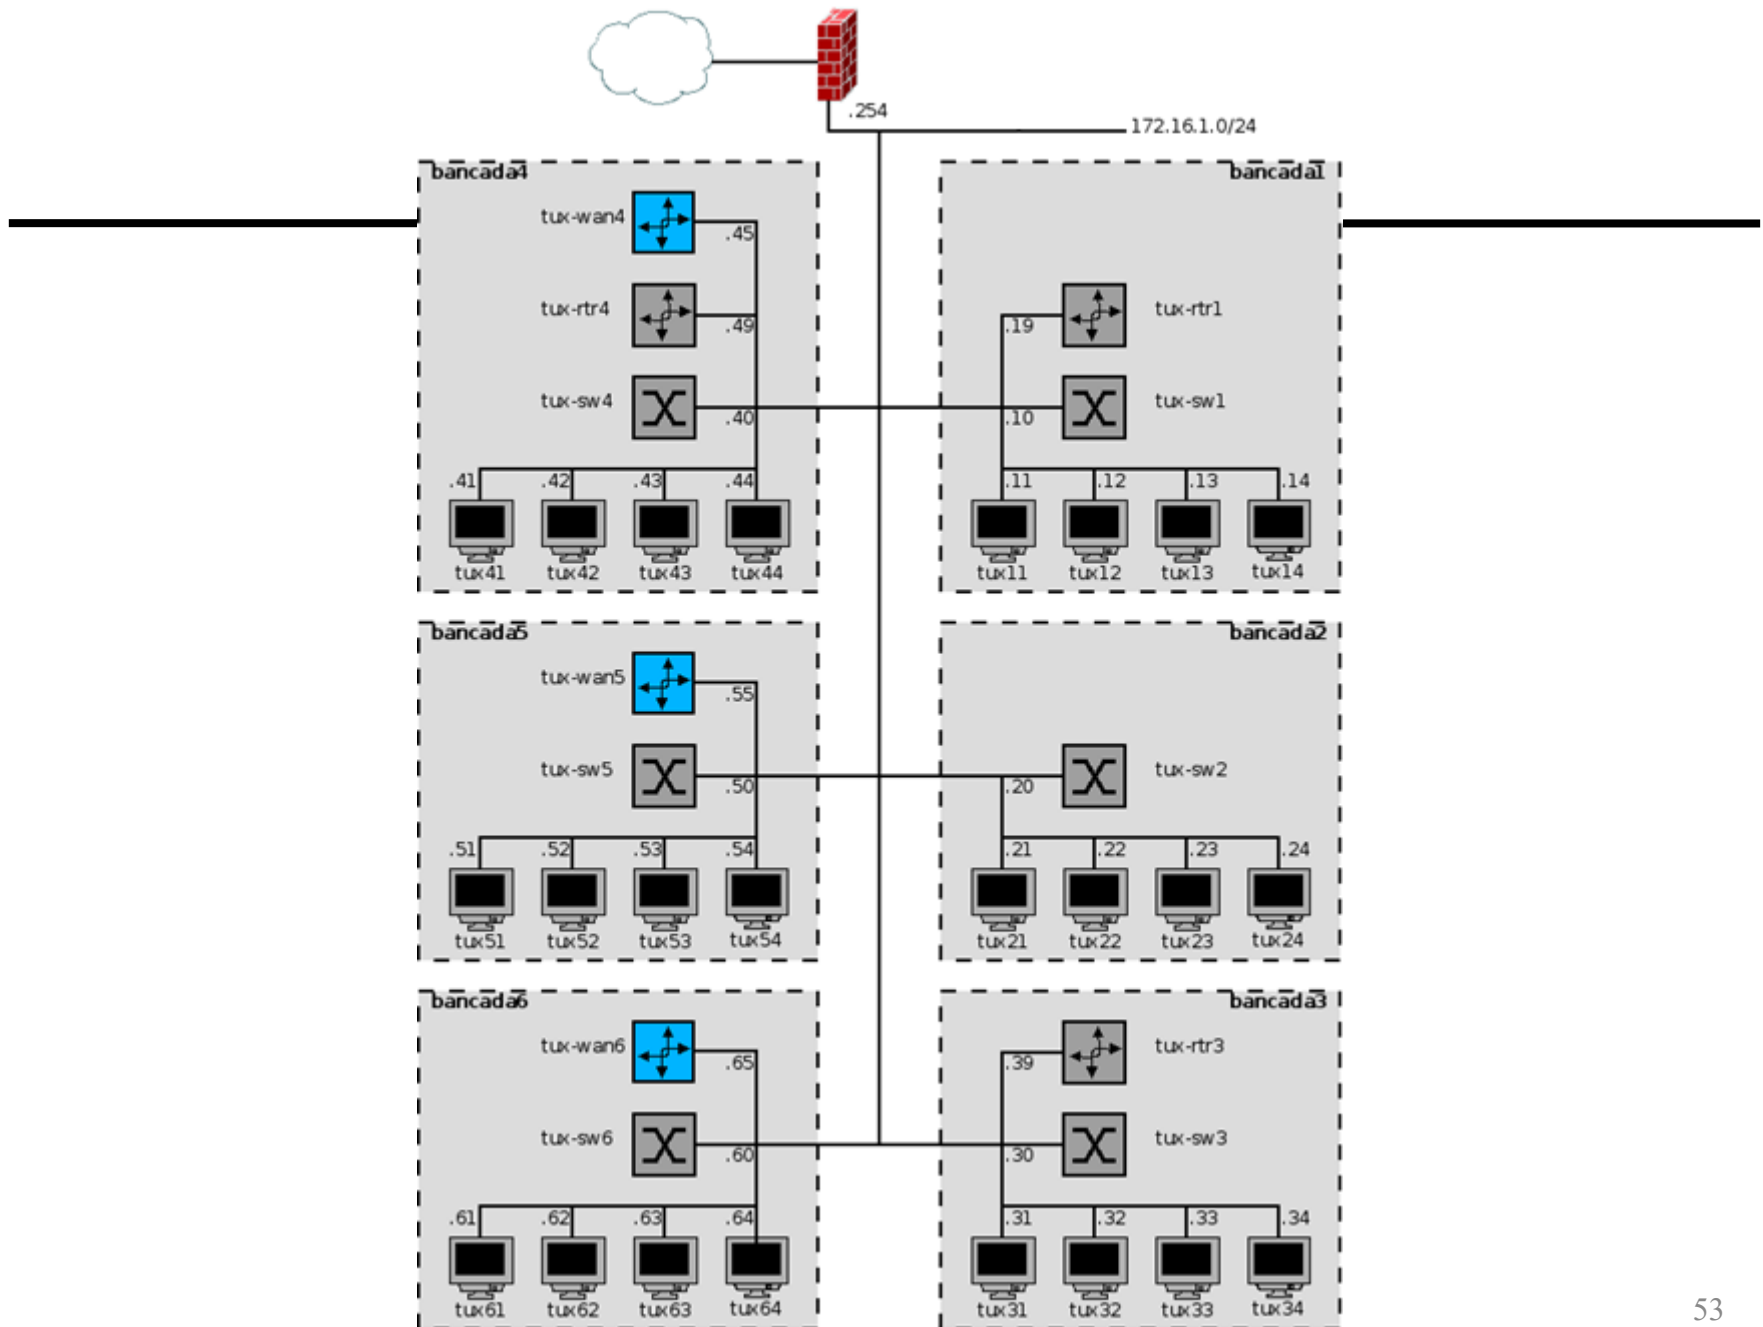 .254
172.16.1.0/24
bancada4
tux-wan4
.45
tux-rtr4
.49
tux-sw4
.40
.41 .42 .43 .44
tux41 tux42 tux43 tux44
bancada1
tux-rtr1
.19
tux-sw1
.10
.11 .12 .13 .14
tux11 tux12 tux13 tux14
bancada5
tux-wan5
.55
tux-sw5
.50
.51 .52 .53 .54
tux51 tux52 tux53 tux54
bancada2
tux-sw2
.20
.21 .22 .23 .24
tux21 tux22 tux23 tux24
bancada6
tux-wan6
.65
tux-sw6
.60
.61 .62 .63 .64
tux61 tux62 tux63 tux64
bancada3
tux-rtr3
.39
tux-sw3
.30
.31 .32 .33 .34
tux31 tux32 tux33 tux34
53